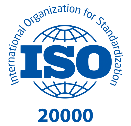 International Organization for Standardization
ISO
20000